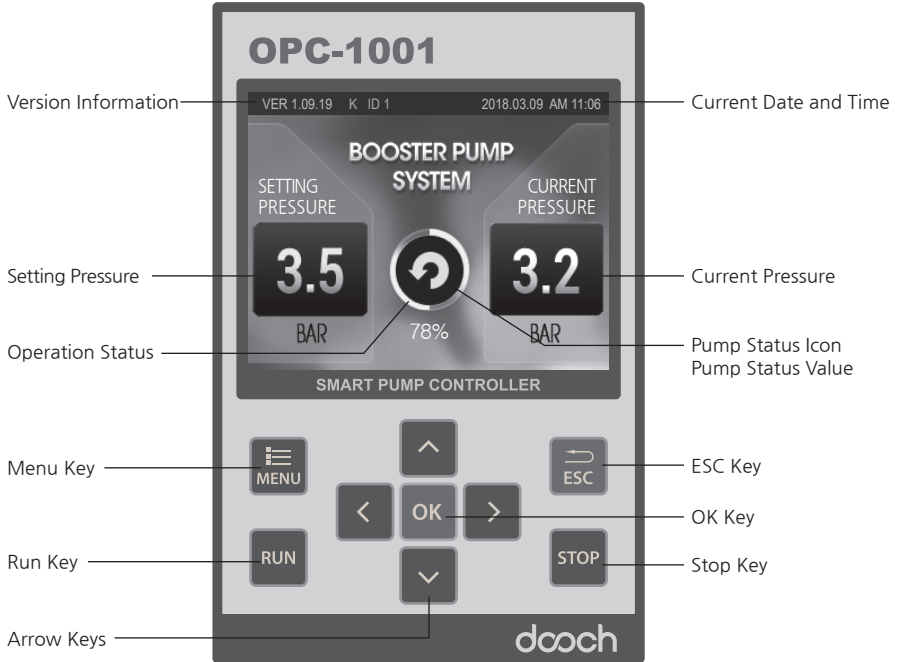 OPC-1001
Version Information
VER 1.09.19 K ID 1
2018.03.09 AM 11:06
Current Date and Time
BOOSTER PUMP
SYSTEM
SETTING
PRESSURE
CURRENT
PRESSURE
Setting Pressure
3.5
3.2
Current Pressure
BAR
78%
BAR
Operation Status
Pump Status Icon
Pump Status Value
SMART PUMP CONTROLLER
Menu Key
MENU
ESC
ESC Key
OK
OK Key
Run Key
RUN
STOP
Stop Key
Arrow Keys
dooch